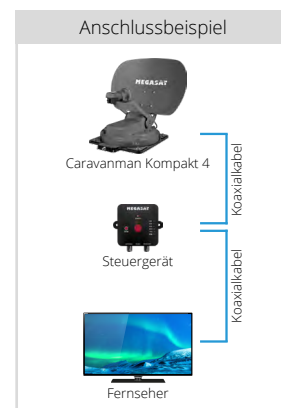 Anschlussbeispiel
MEGASAT
Caravanman Kompakt 4
Koaxialkabel
MEGASAT
Steuergerät
Koaxialkabel
Fernseher